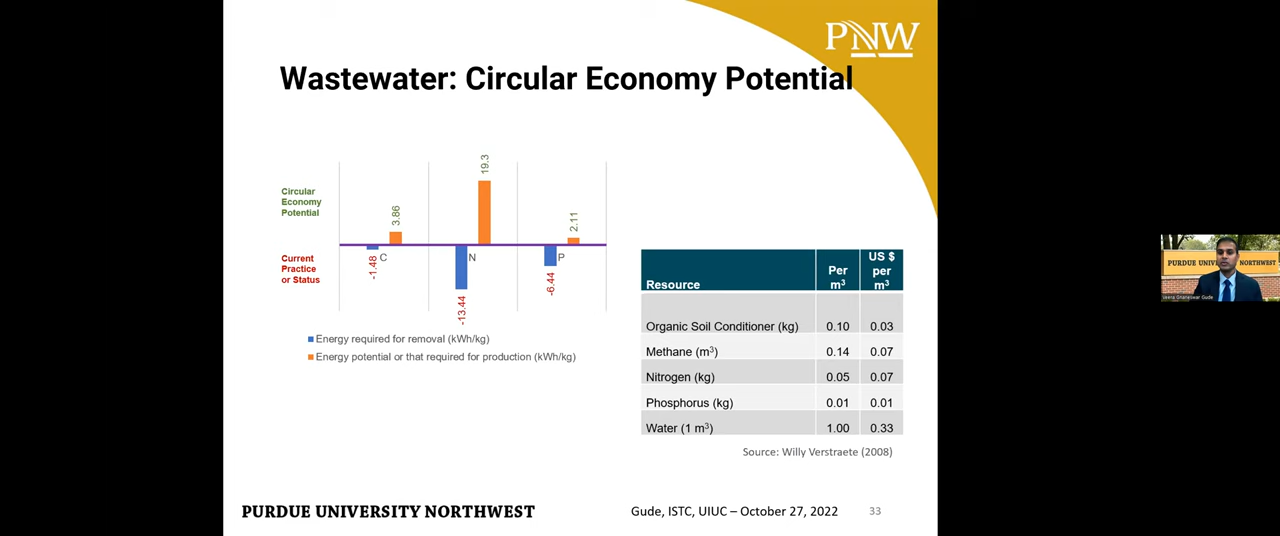 PNW
Wastewater: Circular Economy Potential
Circular
Economy
Potential
Current
Practice
or Status
-1.48
3.86
C
-13.44
19.3
N
-6.44
2.11
P
Energy required for removal (kWh/kg)
Energy potential or that required for production (kWh/kg)
Resource Per m³ US $ per m³
Organic Soil Conditioner (kg) 0.10 0.03
Methane (m³) 0.14 0.07
Nitrogen (kg) 0.05 0.07
Phosphorus (kg) 0.01 0.01
Water (1 m³) 1.00 0.33
Source: Willy Verstraete (2008)
PURDUE UNIVERSITY NORTHWEST
Gude, ISTC, UIUC – October 27, 2022
33
PURDUE UNIV NORTHWEST
Gude